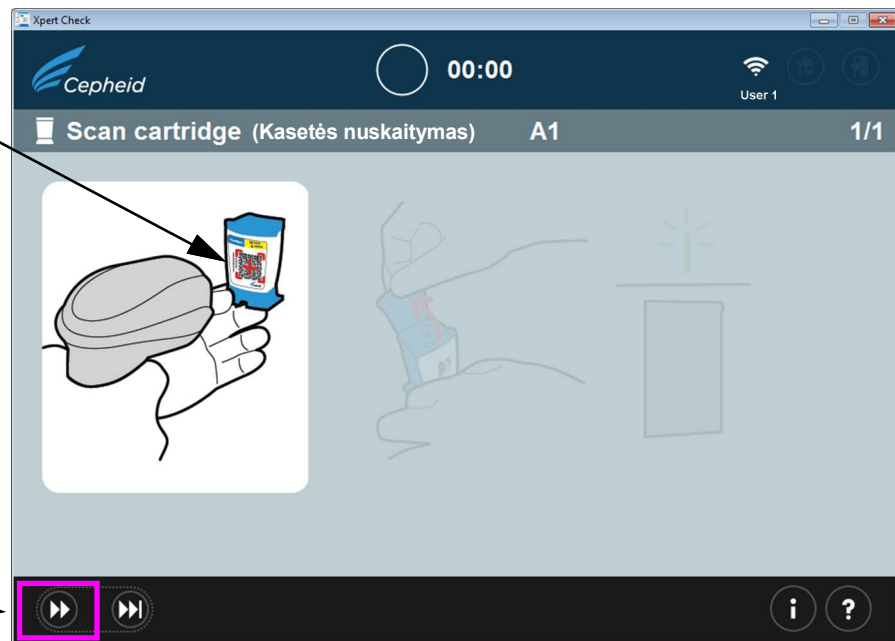 Xpert Check
Cepheid
00:00
User 1
Scan cartridge (Kasetės nuskaitymas) A1 1/1
i ?